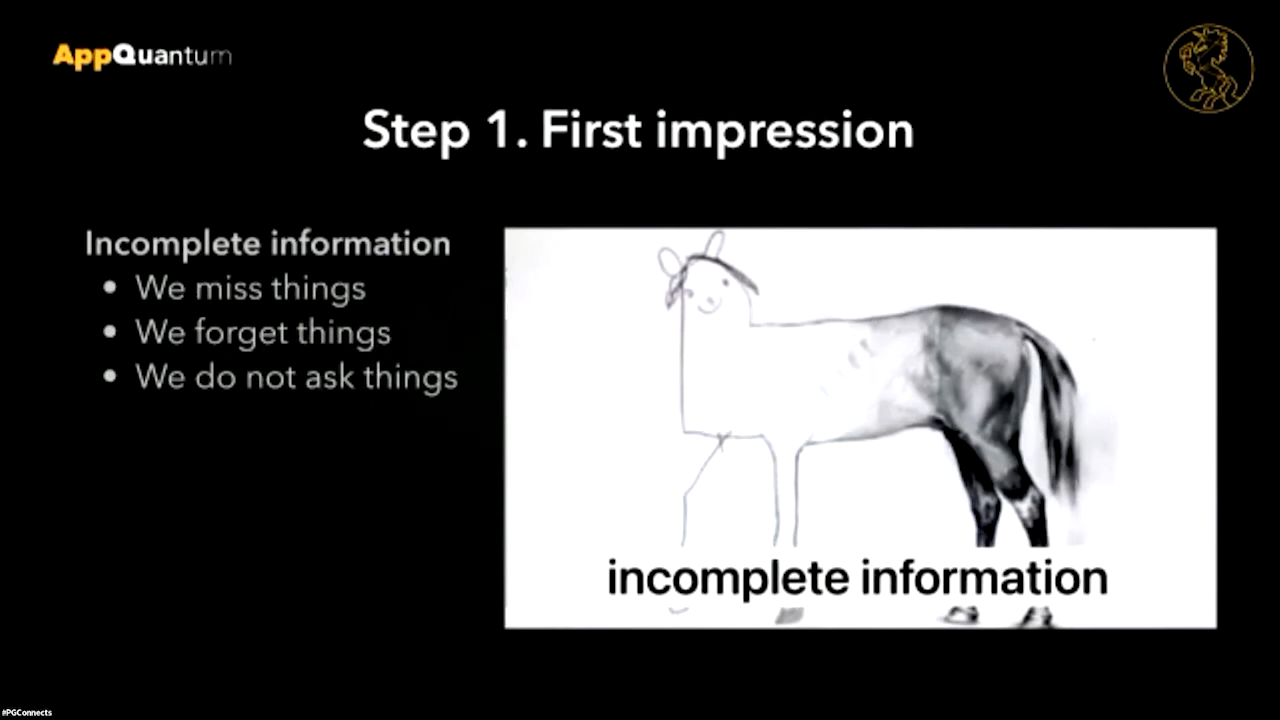 AppQuantum
Step 1. First impression
Incomplete information
• We miss things
• We forget things
• We do not ask things
incomplete information
#PGConnects